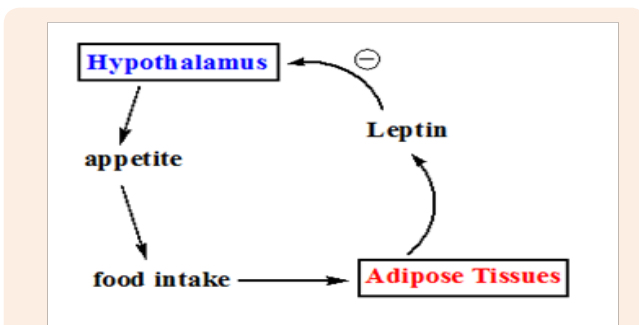 Hypothalamus
⊖
Leptin
appetite
food intake
Adipose Tissues